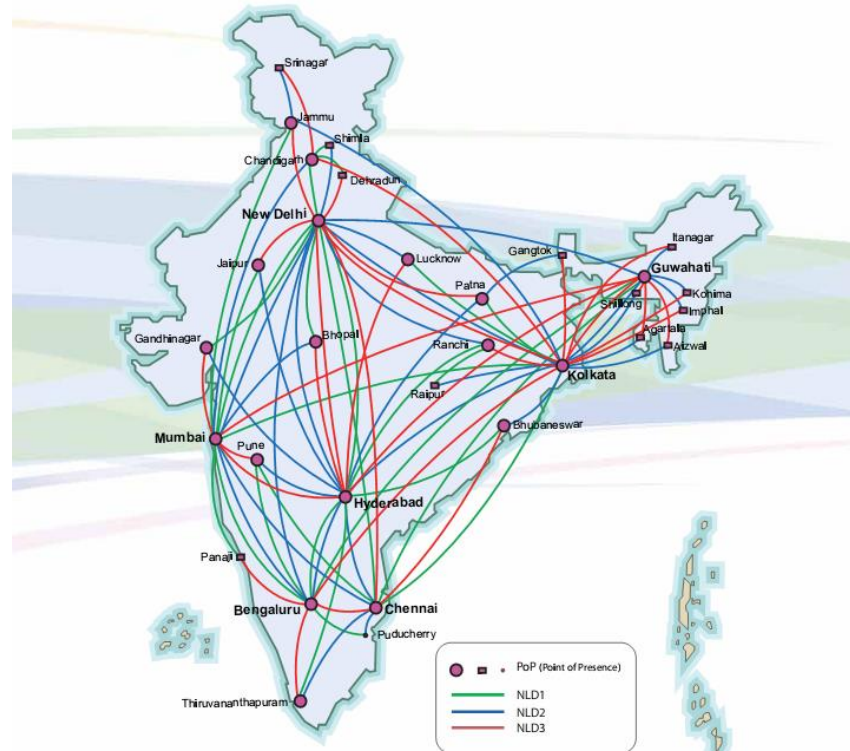 Srinagar
Jammu
Shimla
Chandigarh
Dehradun
New Delhi
Itanagar
Gangtok
Lucknow
Jaipur
Guwahati
Patna
Shillong
Kohima
Imphal
Gandhinagar
Bhopal
Ranchi
Agartala
Aizwal
Kolkata
Raipur
Bhubaneswar
Mumbai
Pune
Hyderabad
Panaji
Bengaluru
Chennai
Puducherry
Thiruvananthapuram
PoP (Point of Presence)
NLD1
NLD2
NLD3